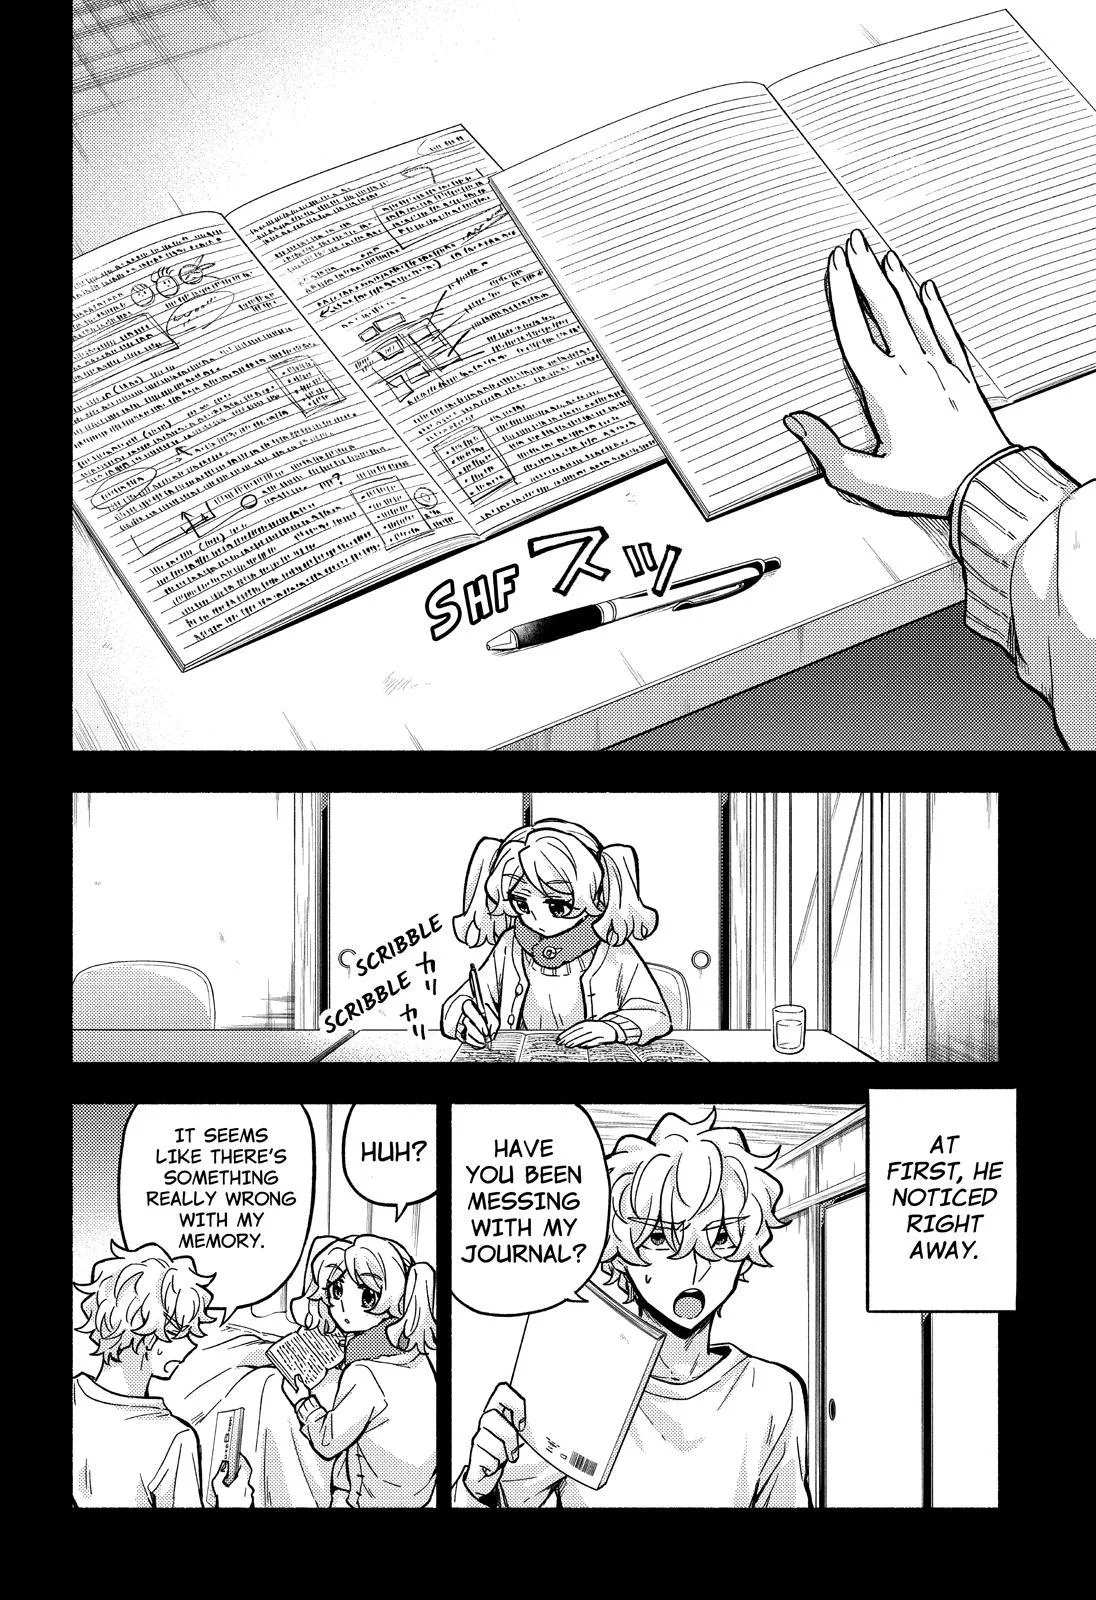 SHF
スッ
SCRIBBLE
カリ
SCRIBBLE
カリ
AT
FIRST, HE
NOTICED
RIGHT
AWAY.
HAVE
YOU BEEN
MESSING
WITH MY
JOURNAL?
HUH?
IT SEEMS
LIKE THERE'S
SOMETHING
REALLY WRONG
WITH MY
MEMORY.